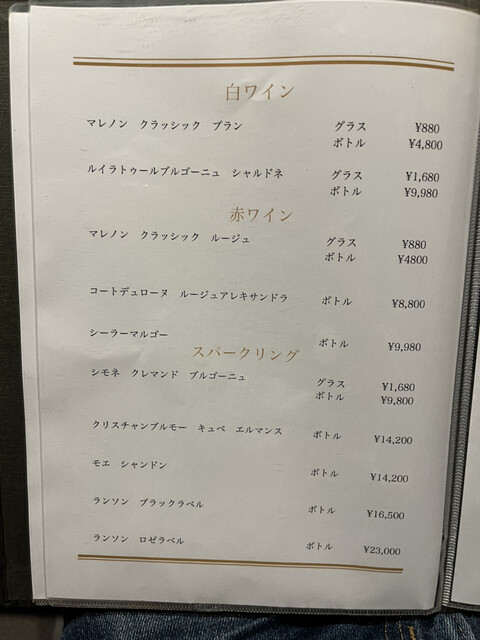 白ワイン
マレノン　クラッシック　ブラン　グラス　¥880
ボトル　¥4,800
ルイラトゥールブルゴーニュ　シャルドネ　グラス　¥1,680
ボトル　¥9,980
赤ワイン
マレノン　クラッシック　ルージュ　グラス　¥880
ボトル　¥4800
コートデュローヌ　ルージュアレキサンドラ　ボトル　¥8,800
シーラーマルゴー　ボトル　¥9,980
スパークリング
シモネ　クレマンド　ブルゴーニュ　グラス　¥1,680
ボトル　¥9,800
クリスチャンブルモー　キュベ　エルマンス　ボトル　¥14,200
モエ　シャンドン　ボトル　¥14,200
ランソン　ブラックラベル　ボトル　¥16,500
ランソン　ロゼラベル　ボトル　¥23,000